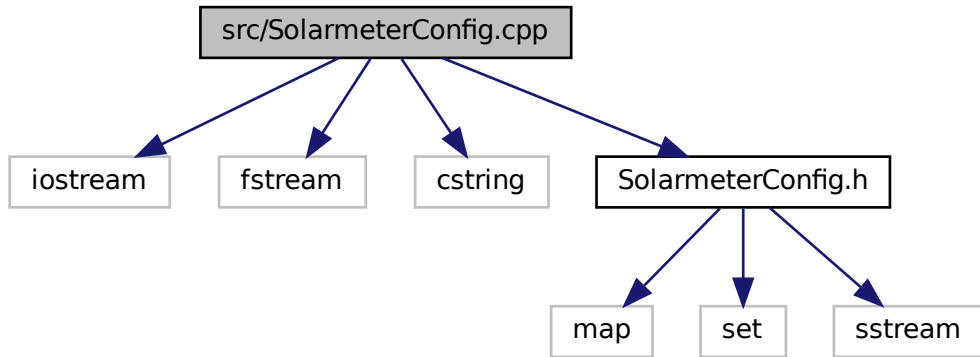 src/SolarmeterConfig.cpp
iostream
fstream
cstring
SolarmeterConfig.h
map
set
sstream